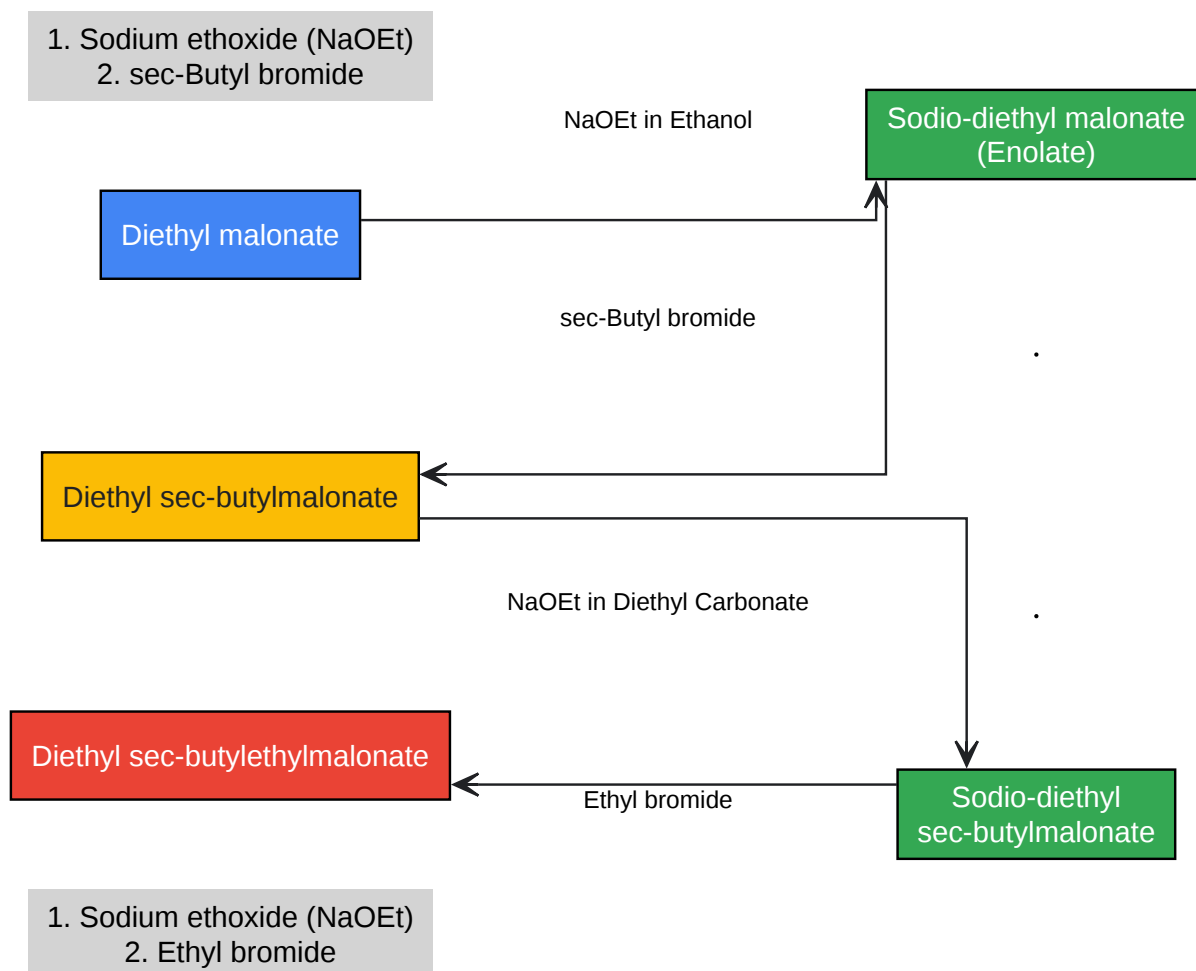 1. Sodium ethoxide (NaOEt)
2. sec-Butyl bromide
NaOEt in Ethanol
Sodio-diethyl malonate
(Enolate)
Diethyl malonate
sec-Butyl bromide
.
Diethyl sec-butylmalonate
NaOEt in Diethyl Carbonate
.
Diethyl sec-butylethylmalonate
Ethyl bromide
Sodio-diethyl
sec-butylmalonate
1. Sodium ethoxide (NaOEt)
2. Ethyl bromide